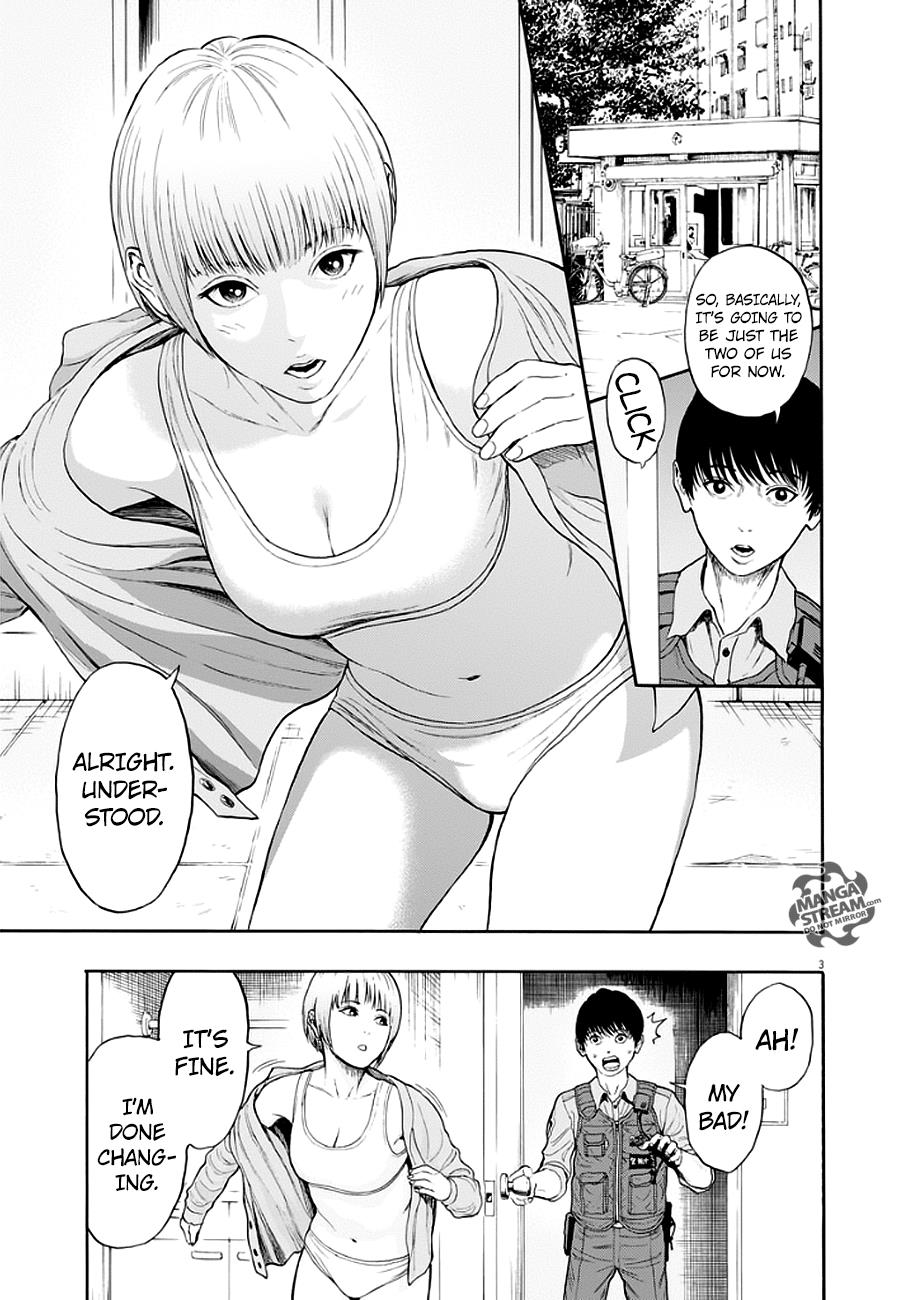 SO, BASICALLY,
IT'S GOING TO
BE JUST THE
TWO OF US
FOR NOW.
CLICK
ALRIGHT.
UNDER-
STOOD.
MANGA
STREAM.com
DO NOT MIRROR
3
AH!
MY
BAD!
IT'S
FINE.
I'M
DONE
CHANG-
ING.